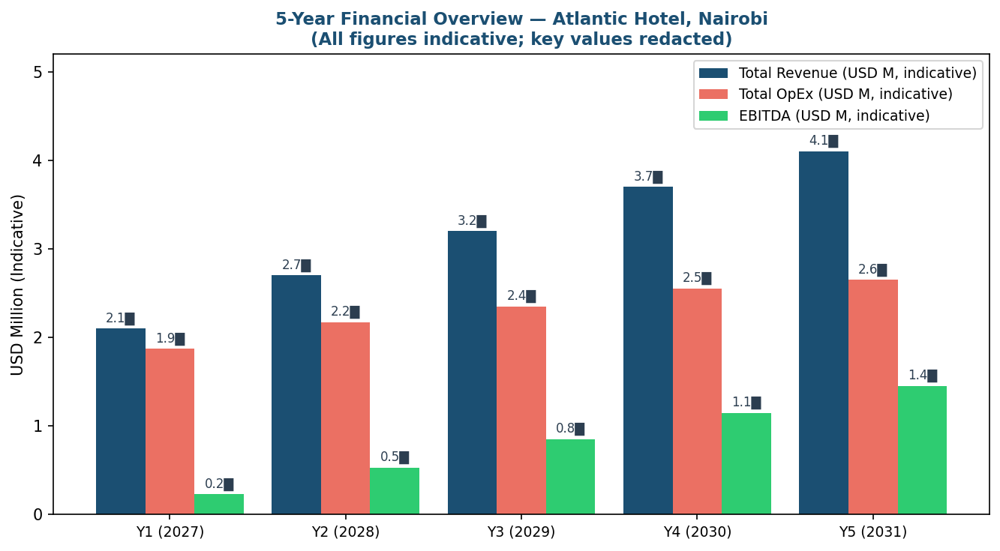 5-Year Financial Overview — Atlantic Hotel, Nairobi
(All figures indicative; key values redacted)
Total Revenue (USD M, indicative)
Total OpEx (USD M, indicative)
EBITDA (USD M, indicative)
USD Million (Indicative)
5
4
3
2
1
0
2.1█
1.9█
0.2█
2.7█
2.2█
0.5█
3.2█
2.4█
0.8█
3.7█
2.5█
1.1█
4.1█
2.6█
1.4█
Y1 (2027)
Y2 (2028)
Y3 (2029)
Y4 (2030)
Y5 (2031)